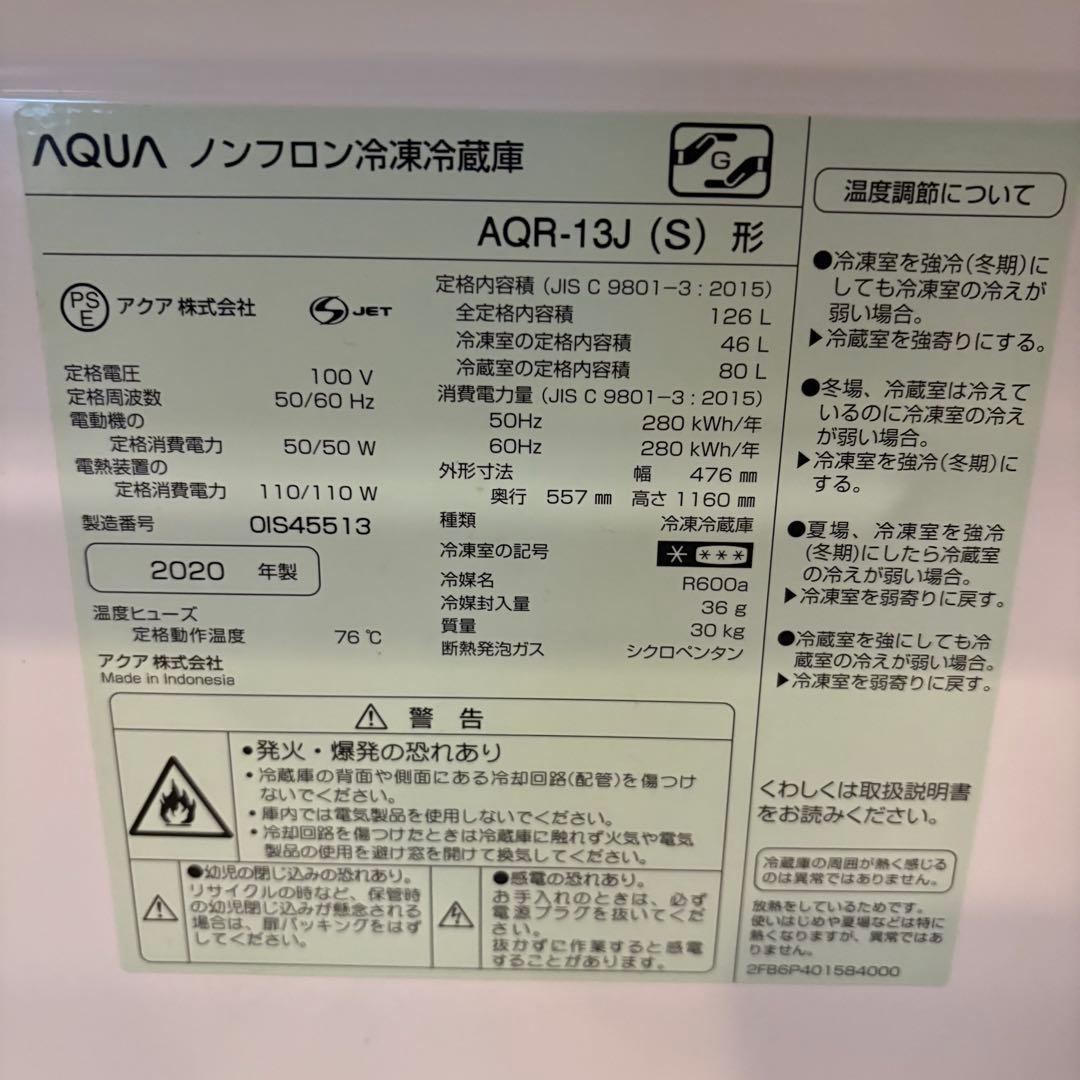 AQUA ノンフロン冷凍冷蔵庫
G
AQR-13J (S) 形
PS
E
アクア 株式会社
S JET
定格電圧 100 V
定格周波数 50/60 Hz
電動機の
定格消費電力 50/50 W
電熱装置の
定格消費電力 110/110 W
製造番号 0IS45513
2020 年製
温度ヒューズ
定格動作温度 76℃
アクア 株式会社
Made in Indonesia
定格内容積 (JIS C 9801-3 : 2015)
全定格内容積 126 L
冷凍室の定格内容積 46 L
冷蔵室の定格内容積 80 L
消費電力量 (JIS C 9801-3 : 2015)
50Hz 280 kWh/年
60Hz 280 kWh/年
外形寸法 幅 476 ㎜
奥行 557 ㎜ 高さ 1160 ㎜
種類 冷凍冷蔵庫
冷凍室の記号 * ***
冷媒名 R600a
冷媒封入量 36 g
質量 30 kg
断熱発泡ガス シクロペンタン
⚠ 警 告
●発火・爆発の恐れあり
・冷蔵庫の背面や側面にある冷却回路(配管)を傷つけ
ないでください。
・庫内では電気製品を使用しないでください。
・冷却回路を傷つけたときは冷蔵庫に触れず火気や電気
製品の使用を避け窓を開けて換気してください。
●幼児の閉じ込みの恐れあり。
リサイクルの時など、保管時
の幼児閉じ込みが懸念される
場合は、扉パッキングをはず
してください。
●感電の恐れあり。
お手入れのときは、必ず
電源プラグを抜いてくだ
さい。
抜かずに作業すると感電
することがあります。
温度調節について
●冷凍室を強冷(冬期)に
しても冷凍室の冷えが
弱い場合。
▶冷蔵室を強寄りにする。
●冬場、冷蔵室は冷えて
いるのに冷凍室の冷え
が弱い場合。
▶冷凍室を強冷(冬期)に
する。
●夏場、冷凍室を強冷
(冬期)にしたら冷蔵室
の冷えが弱い場合。
▶冷凍室を弱寄りに戻す。
●冷蔵室を強にしても冷
蔵室の冷えが弱い場合。
▶冷凍室を弱寄りに戻す。
くわしくは取扱説明書
をお読みください。
冷蔵庫の周囲が熱く感じる
のは異常ではありません。
放熱をしているためです。
使いはじめや夏場などは特に
熱くなりますが、異常ではあ
りません。
2FB6P401584000